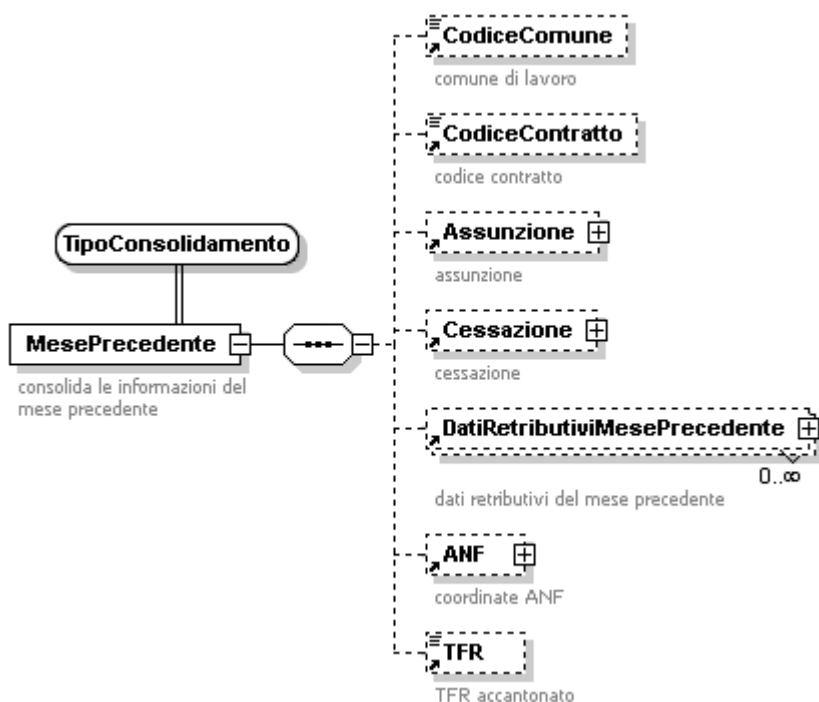 CodiceComune
comune di lavoro
CodiceContratto
codice contratto
TipoConsolidamento
Assunzione
assunzione
MesePrecedente
consolida le informazioni del
mese precedente
Cessazione
cessazione
DatiRetributiviMesePrecedente
0..∞
dati retributivi del mese precedente
ANF
coordinate ANF
TFR
TFR accantonato